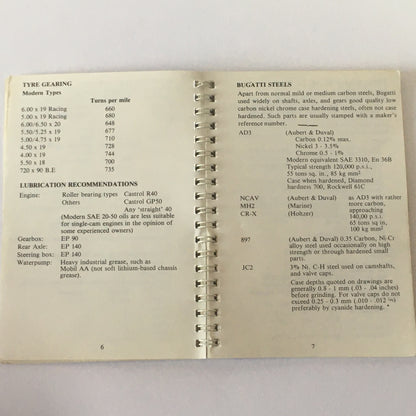 TYRE GEARING
Modern Types
Turns per mile
6.00 x 19 Racing 660
5.00 x 19 Racing 680
6.00/6.50 x 20 648
5.50/5.25 x 19 677
5.00/4.75 x 19 710
4.50 x 19 728
4.00 x 19 744
5.50 x 18 700
720 x 90 B.E 735
LUBRICATION RECOMMENDATIONS
Engine: Roller bearing types Castrol R40
Others Castrol GP50
Any 'straight' 40
(Modern SAE 20-50 oils are less suitable
for single-cam engines in the opinion of
some experienced owners)
Gearbox: EP 90
Rear Axle: EP 140
Steering box: EP 140
Waterpump: Heavy industrial grease, such as
Mobil AA (not soft lithium-based chassis
grease).
6
BUGATTI STEELS
Apart from normal mild or medium carbon steels, Bugatti
used widely on shafts, axles, and gears good quality low
carbon nickel chrome case hardening steels, often not case
hardened. Such parts are usually stamped with a maker's
reference number.
AD3 (Aubert & Duval)
Carbon 0.12% max.
Nickel 3 - 3.5%
Chrome 0.5 - 1%
Modern equivalent SAE 3310, En 36B
Typical strength 120,000 p.s.i.,
55 tons sq. in., 85 kg mm²
Case when hardened, Diamond
hardness 700, Rockwell 61C
NCAV (Aubert & Duval) as AD3 with rather
MH2 (Marine) more carbon,
CR-X (Holtzer) approaching
140,00 p.s.i.
65 tons sq in,
100 kg mm²
897 (Aubert & Duval) 0.35 Carbon, Ni-Cr
alloy steel used occasionally on high
strength or through hardened small
parts.
JC2 3% Ni. C-H steel used on camshafts,
and valve caps.
Case depths quoted on drawings are
generally 0.8 - 1 mm (.03 - .04 inches)
before grinding. For valve caps do not
exceed 0.25 - 0.3 mm (.010 - .012 ins)
preferably by cyanide hardening.
7